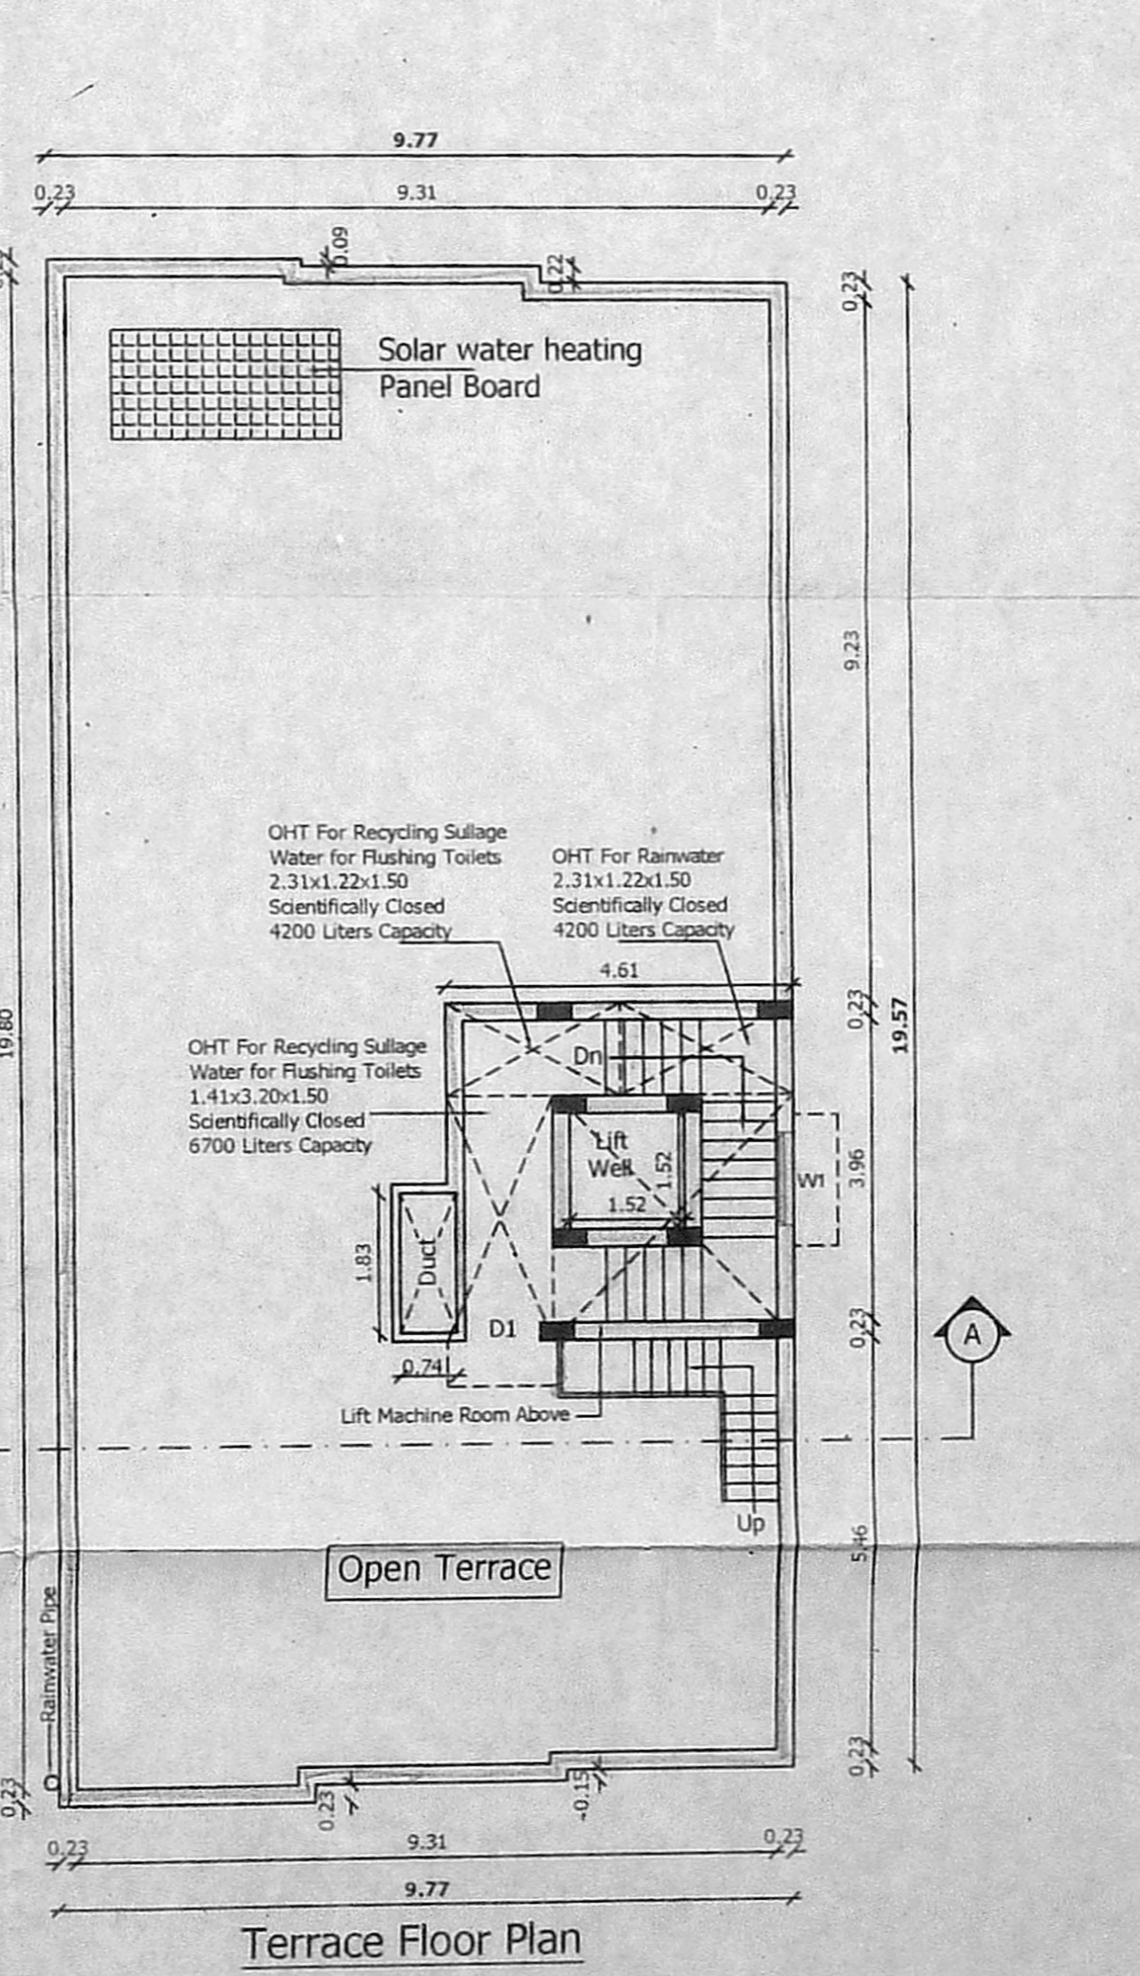 9.77
0.23
9.31
0.23
0.09
0.22
0.23
Solar water heating
Panel Board
9.23
OHT For Recycling Sullage
Water for Flushing Toilets
2.31x1.22x1.50
Scientifically Closed
4200 Liters Capacity
OHT For Rainwater
2.31x1.22x1.50
Scientifically Closed
4200 Liters Capacity
4.61
0.23
19.57
19.80
OHT For Recycling Sullage
Water for Flushing Toilets
1.41x3.20x1.50
Scientifically Closed
6700 Liters Capacity
Dn
Lift
Well
1.52
1.52
W1
3.96
1.83
Duct
D1
0.23
A
0.74
Lift Machine Room Above
Up
5.46
Open Terrace
Rainwater Pipe
0.23
0.23
0.23
-0.15
0.23
9.31
0.23
9.77
Terrace Floor Plan